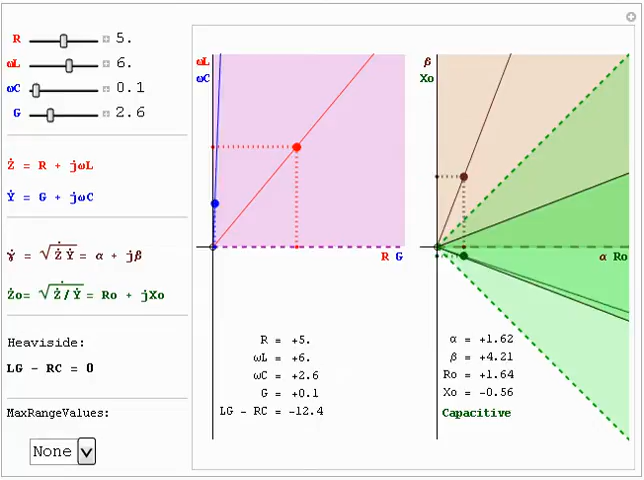 R 5.
ωL 6.
ωC 0.1
G 2.6
Ż = R + jωL
Ẏ = G + jωC
γ̇ = √Ż Ẏ = α + jβ
Żo= √Ż/Ẏ = Ro + jXo
Heaviside:
LG - RC = 0
MaxRangeValues:
None
ωL
ωC
R G
R = +5.
ωL = +6.
ωC = +2.6
G = +0.1
LG - RC = -12.4
β
Xo
α Ro
α = +1.62
β = +4.21
Ro = +1.64
Xo = -0.56
Capacitive